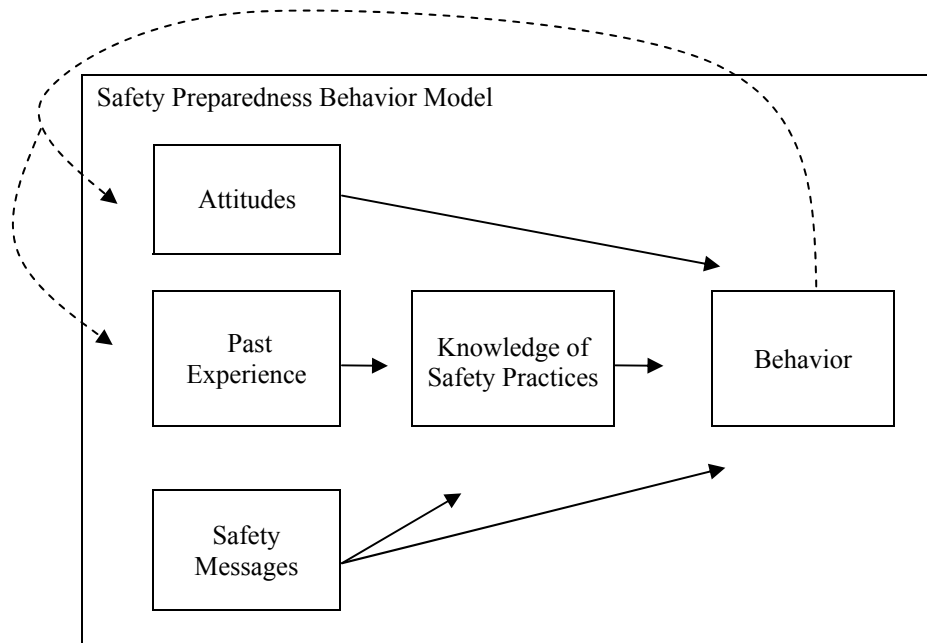 Safety Preparedness Behavior Model
Attitudes
Past
Experience
Knowledge of
Safety Practices
Behavior
Safety
Messages